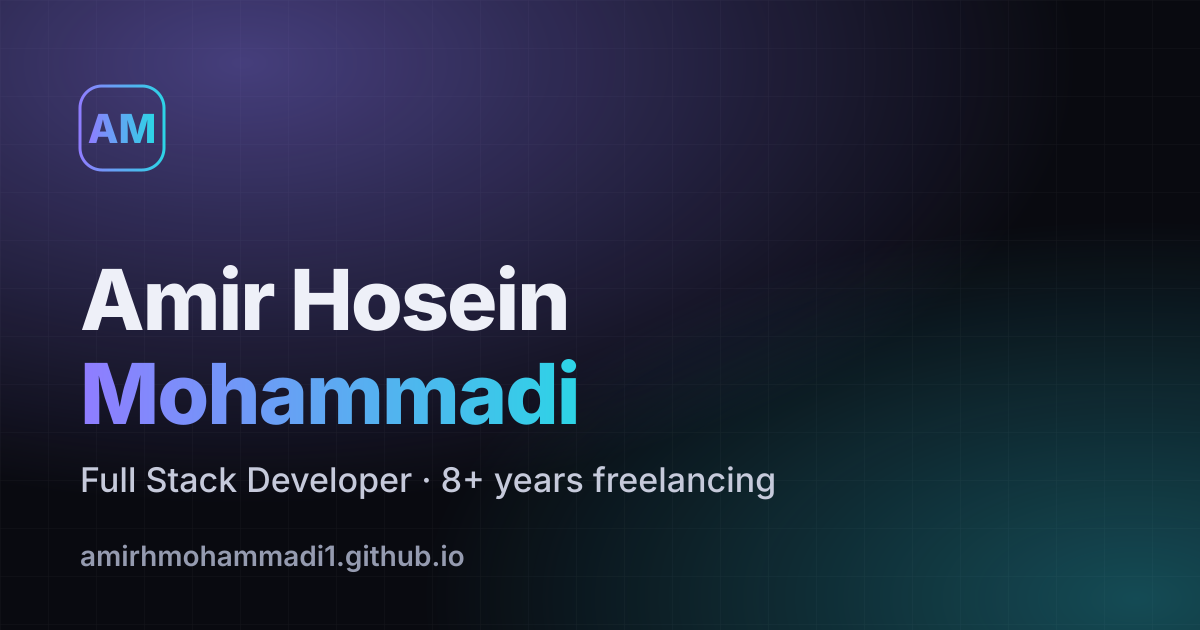 AM
Amir Hosein
Mohammadi
Full Stack Developer · 8+ years freelancing
amirhmohammadi1.github.io